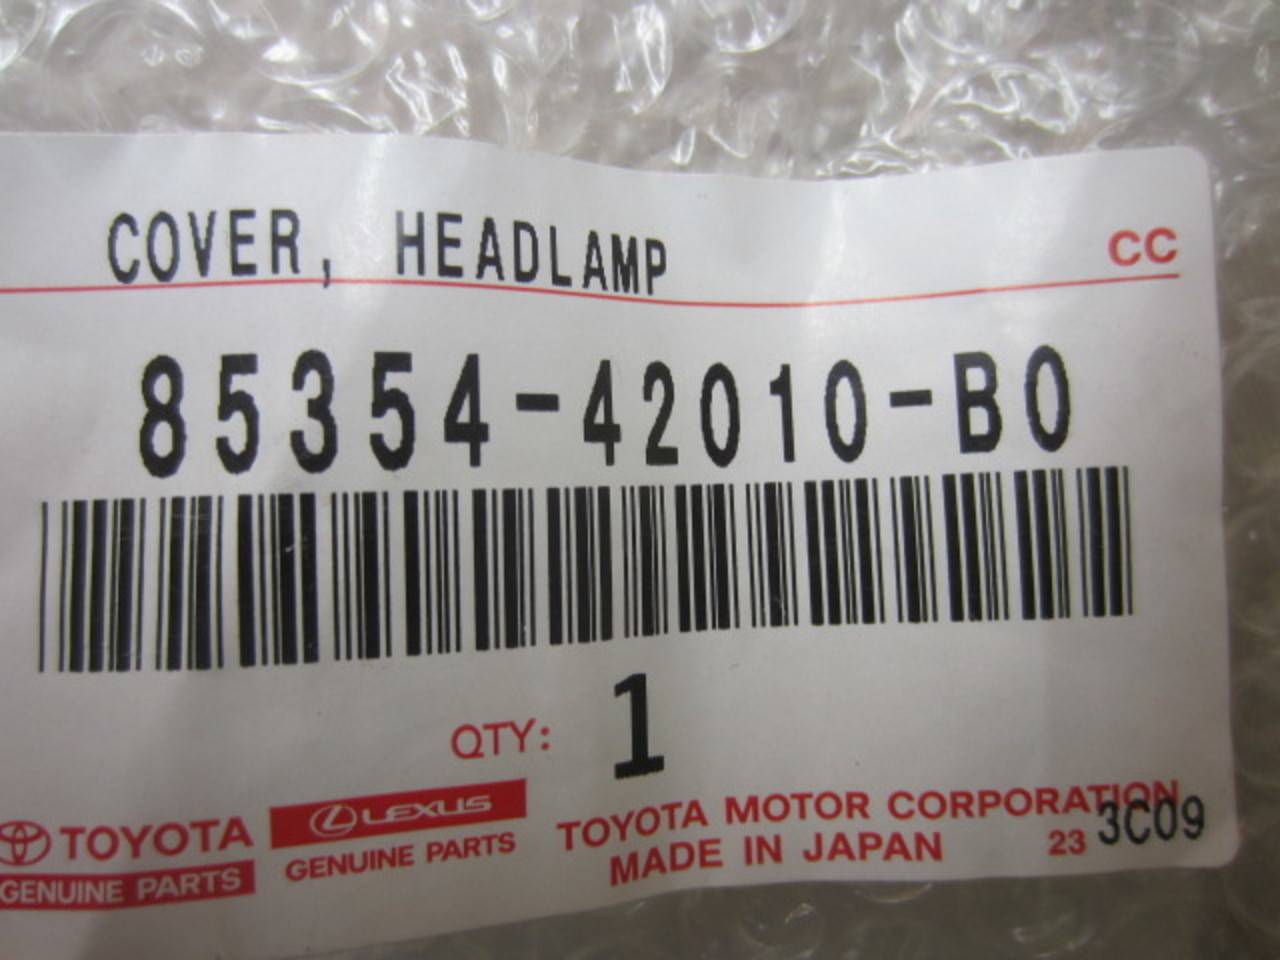 COVER, HEADLAMP CC
85354-42010-B0
QTY: 1
TOYOTA
GENUINE PARTS
LEXUS
GENUINE PARTS
TOYOTA MOTOR CORPORATION
MADE IN JAPAN 23 3C09